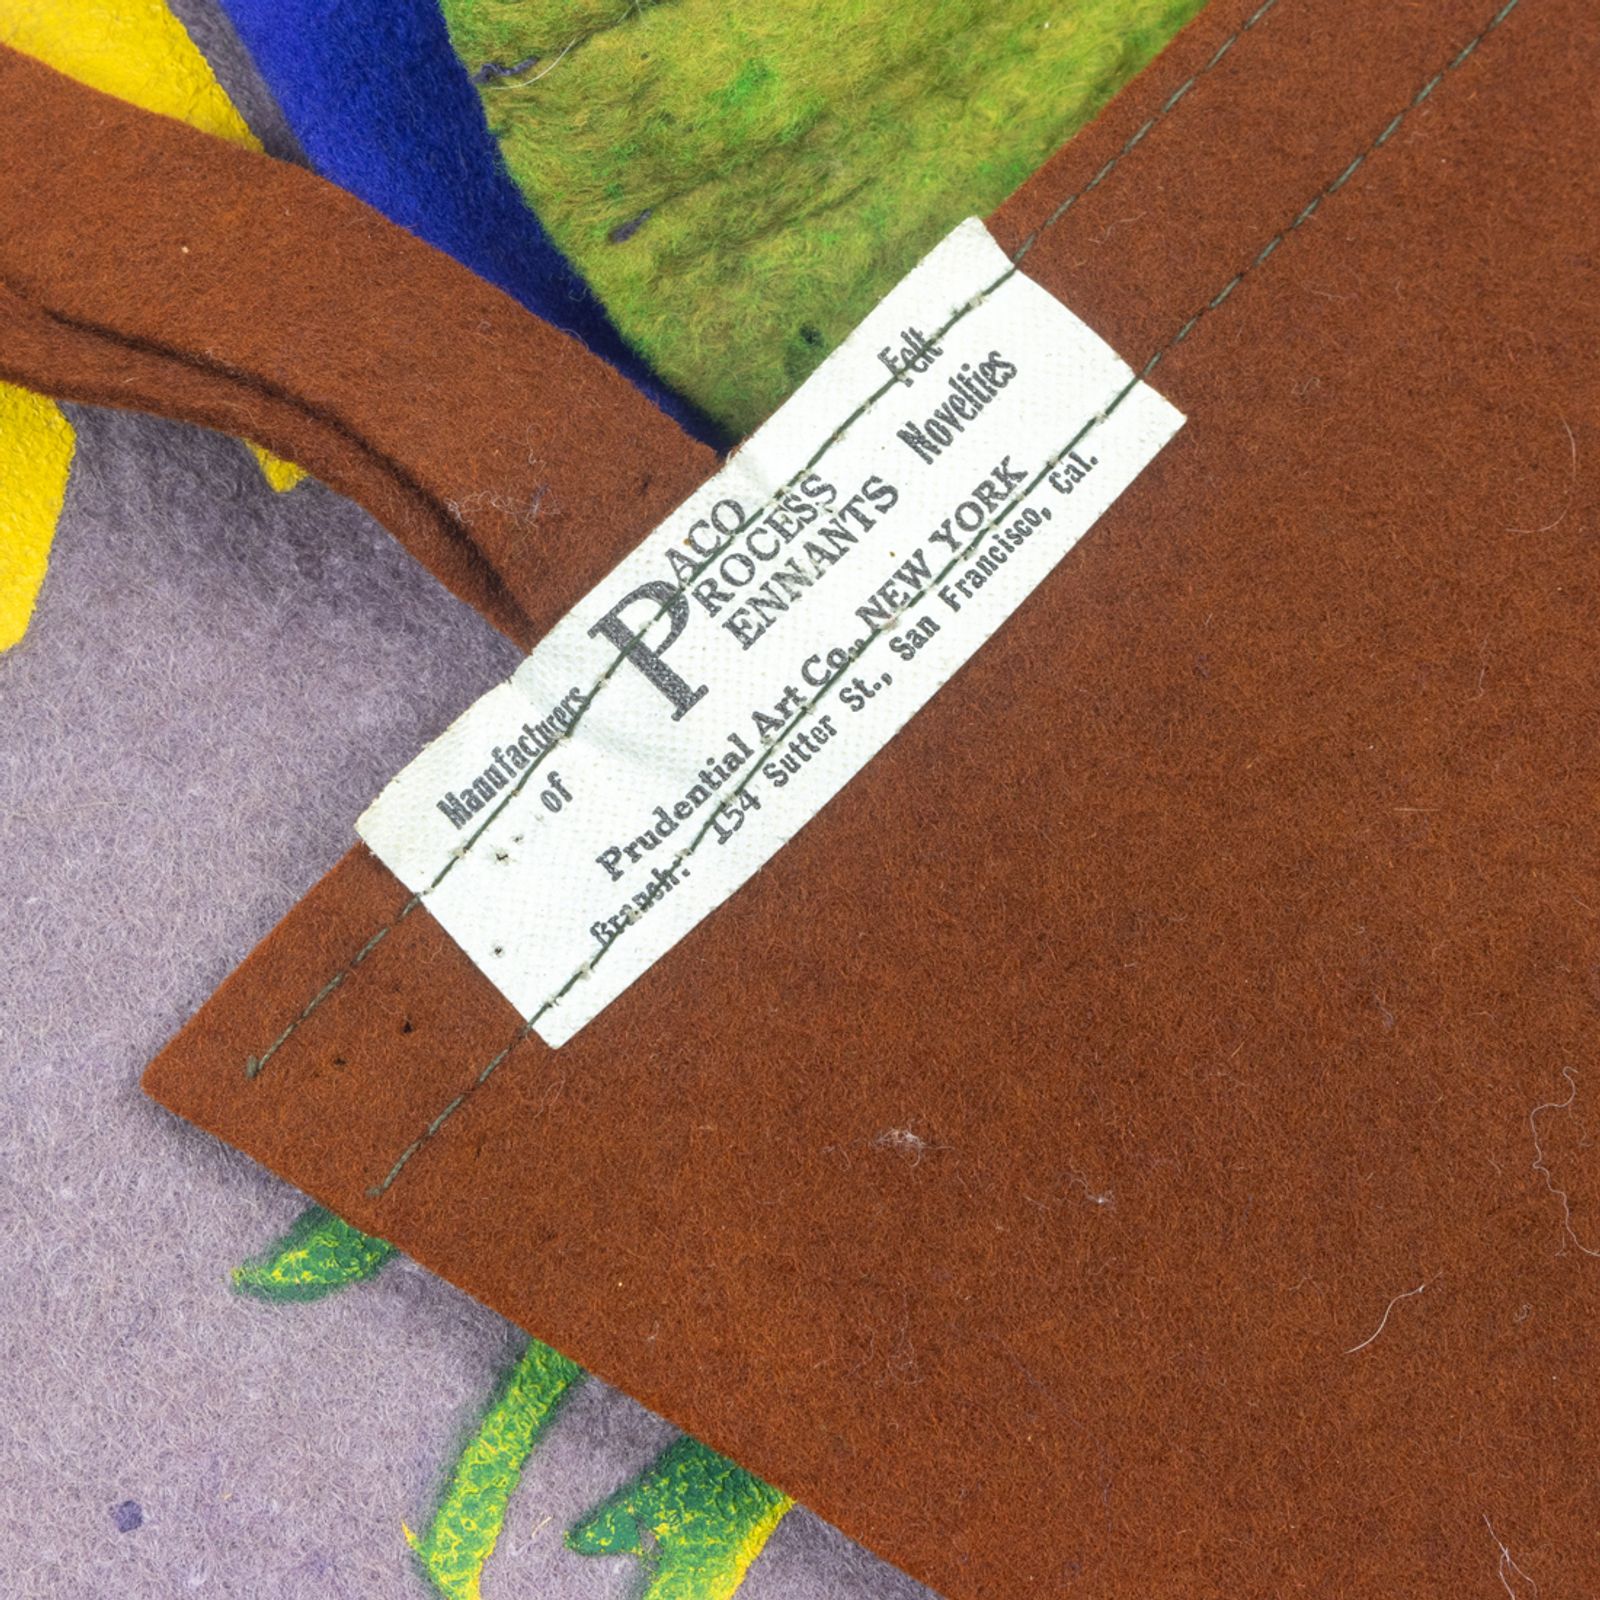 Manufacturers of
PACO
PROCESS
PENNANTS
Felt Novelties
Prudential Art Co., NEW YORK
Branch: 154 Sutter St., San Francisco, Cal.